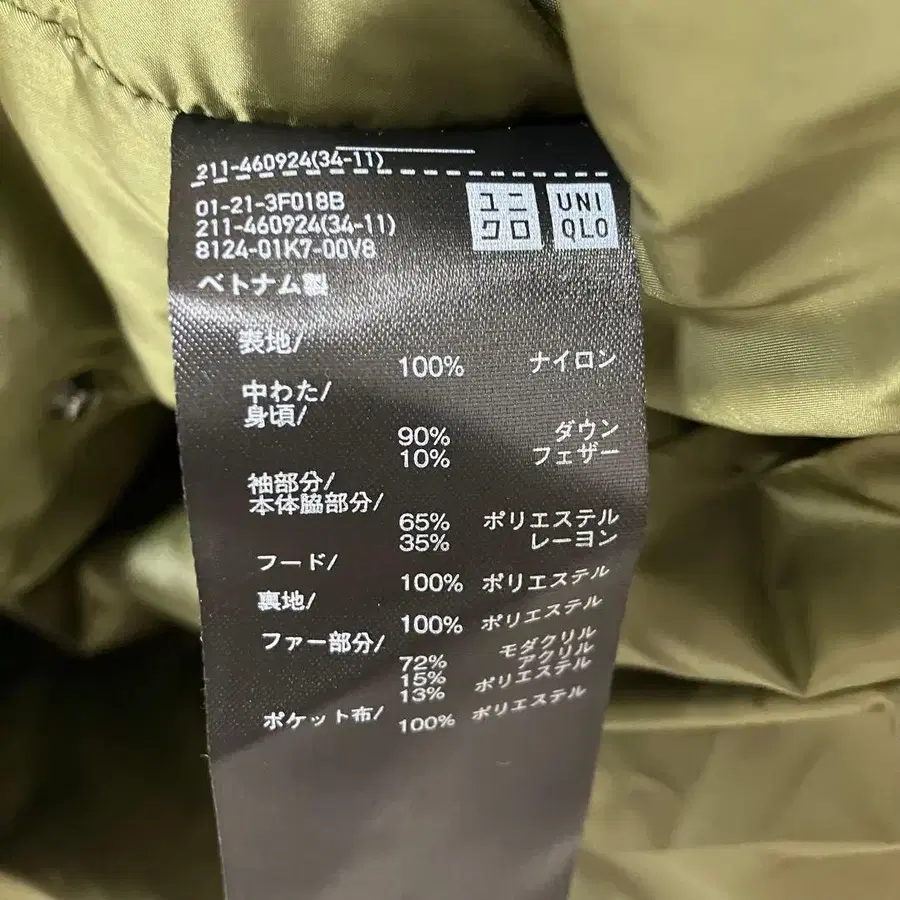 211-460924(34-11)
01-21-3F018B
211-460924(34-11)
8124-01K7-00V8
ユニ
クロ
UNI
QLO
ベトナム製
表地/
100% ナイロン
中わた/
身頃/
90% ダウン
10% フェザー
袖部分/
本体脇部分/
65% ポリエステル
35% レーヨン
フード/
100% ポリエステル
裏地/
100% ポリエステル
ファー部分/
72% モダクリル
15% アクリル
13% ポリエステル
ポケット布/
100% ポリエステル